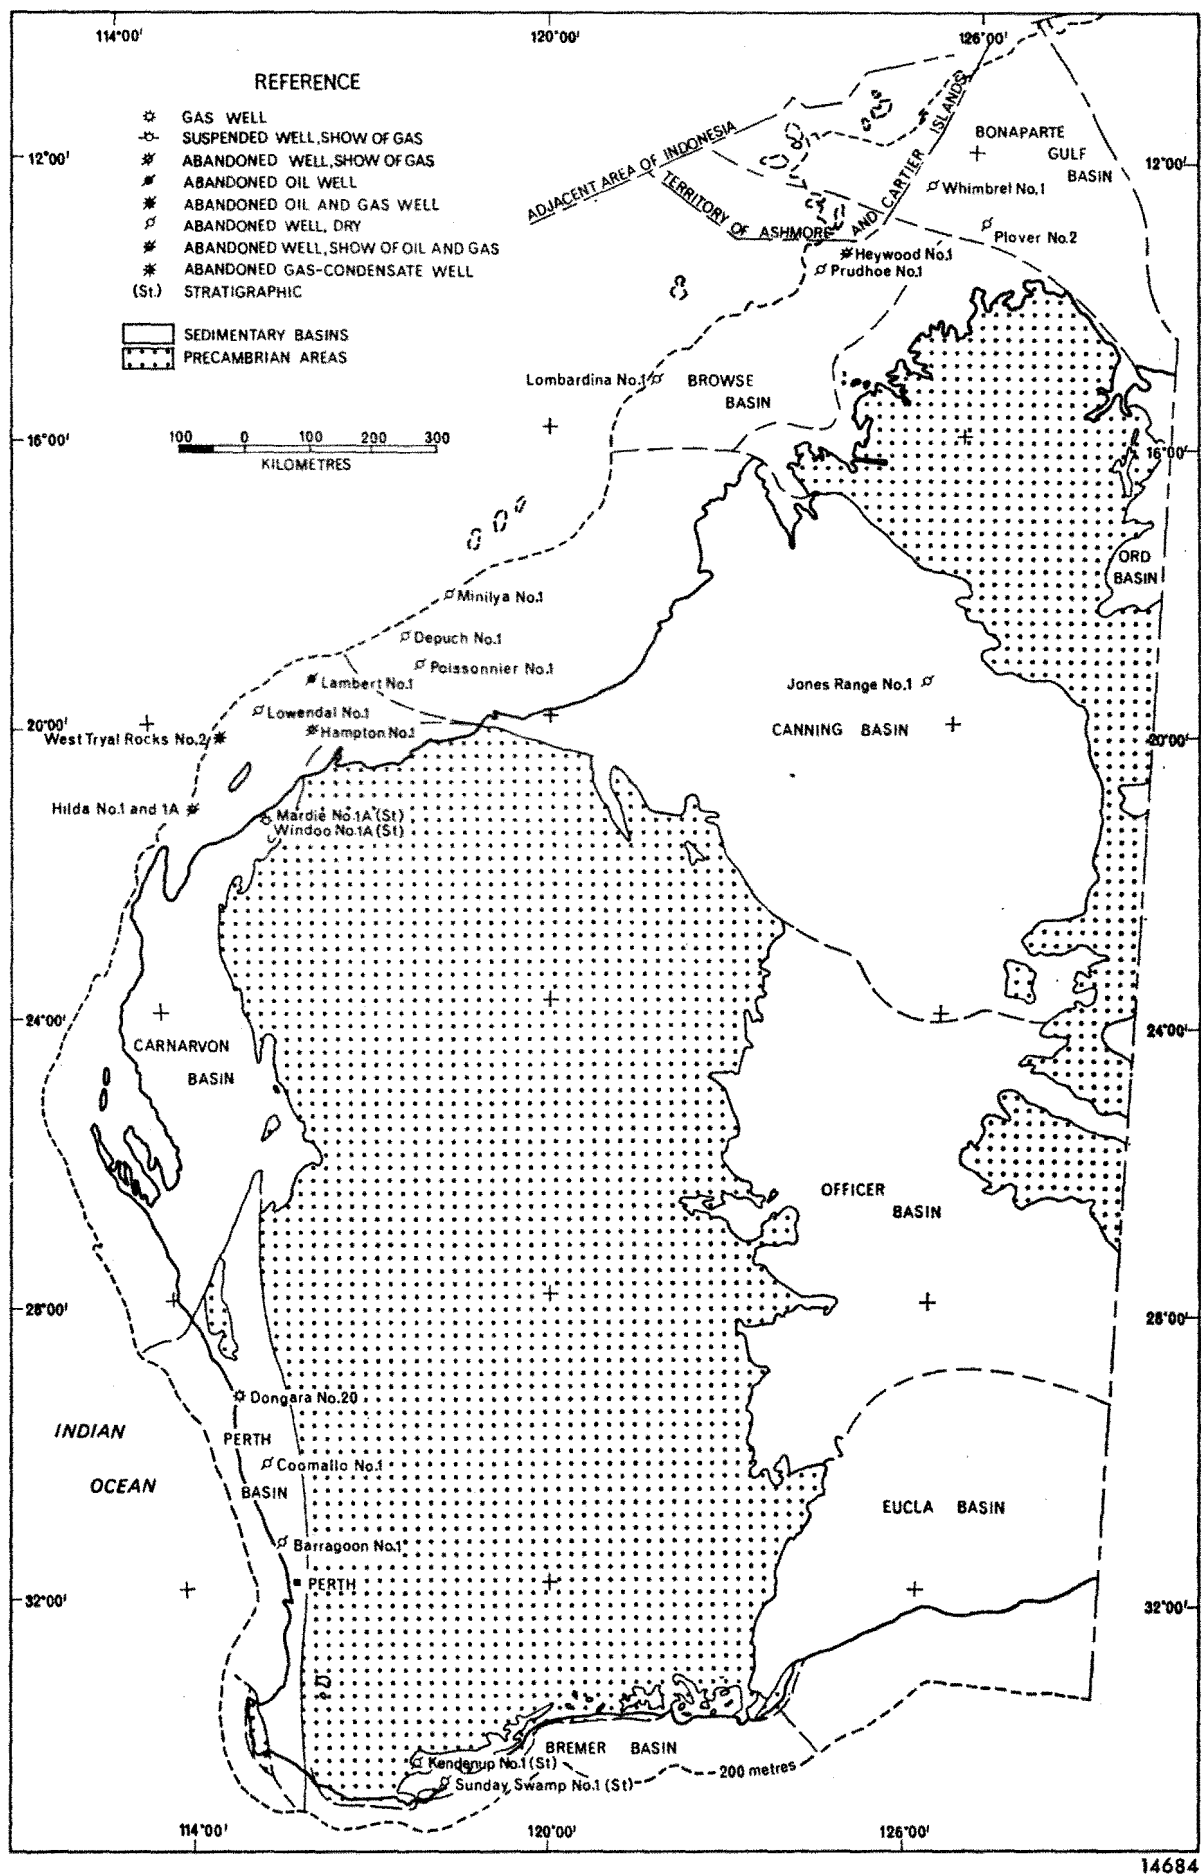 114°00'
120°00'
126°00'
REFERENCE
GAS WELL
SUSPENDED WELL, SHOW OF GAS
ABANDONED WELL, SHOW OF GAS
ABANDONED OIL WELL
ABANDONED OIL AND GAS WELL
ABANDONED WELL, DRY
ABANDONED WELL, SHOW OF OIL AND GAS
ABANDONED GAS-CONDENSATE WELL
(St.) STRATIGRAPHIC
SEDIMENTARY BASINS
PRECAMBRIAN AREAS
100 0 100 200 300
KILOMETRES
ADJACENT AREA OF INDONESIA
TERRITORY OF ASHMORE AND CARTIER ISLANDS
BONAPARTE
GULF
BASIN
12°00'
12°00'
Whimbrel No.1
Plover No.2
Heywood No.1
Prudhoe No.1
Lombardina No.1
BROWSE
BASIN
16°00'
16°00'
ORD
BASIN
Minilya No.1
Depuch No.1
Poissonnier No.1
Lambert No.1
Jones Range No.1
Lowendal No.1
Hampton No.1
CANNING BASIN
20°00'
20°00'
West Tryal Rocks No.2
Hilda No.1 and 1A
Mardie No.1A (St)
Windoo No.1A (St)
24°00'
24°00'
CARNARVON
BASIN
OFFICER
BASIN
28°00'
28°00'
Dongara No.20
INDIAN
OCEAN
PERTH
BASIN
Coomallo No.1
EUCLA BASIN
Barragoon No.1
PERTH
32°00'
32°00'
BREMER BASIN
Kendenup No.1 (St)
Sunday Swamp No.1 (St)
200 metres
114°00'
120°00'
126°00'
14684